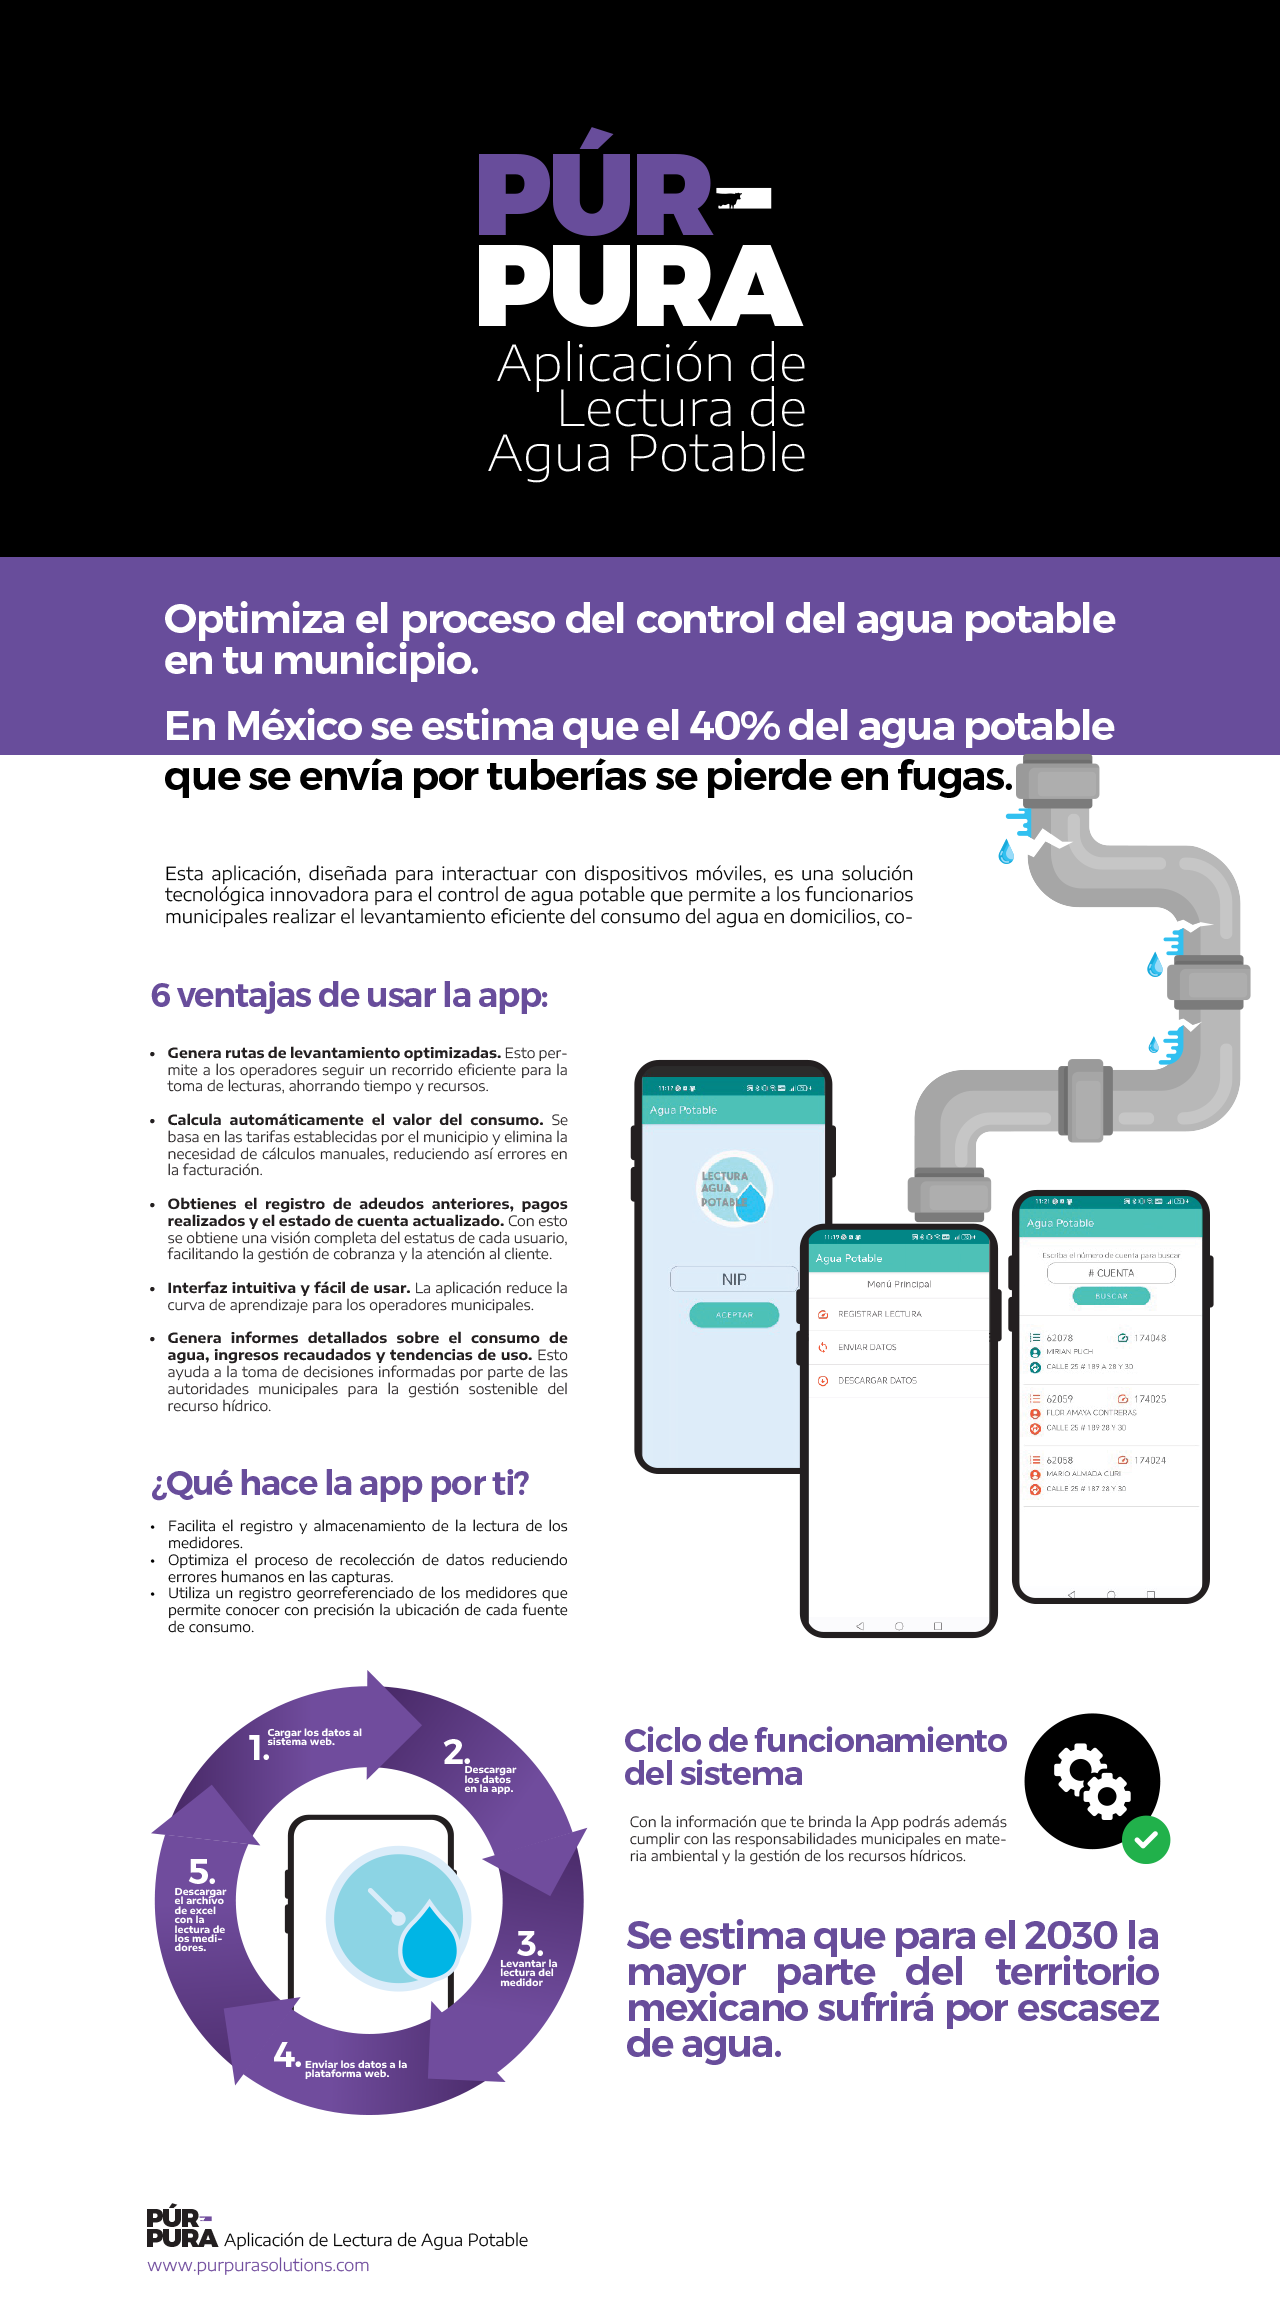 PÚR-
PURA
Aplicación de
Lectura de
Agua Potable
Optimiza el proceso del control del agua potable
en tu municipio.
En México se estima que el 40% del agua potable
que se envía por tuberías se pierde en fugas.
Esta aplicación, diseñada para interactuar con dispositivos móviles, es una solución
tecnológica innovadora para el control de agua potable que permite a los funcionarios
municipales realizar el levantamiento eficiente del consumo del agua en domicilios, co-
6 ventajas de usar la app:
• Genera rutas de levantamiento optimizadas. Esto per-
mite a los operadores seguir un recorrido eficiente para la
toma de lecturas, ahorrando tiempo y recursos.
• Calcula automáticamente el valor del consumo. Se
basa en las tarifas establecidas por el municipio y elimina la
necesidad de cálculos manuales, reduciendo así errores en
la facturación.
• Obtienes el registro de adeudos anteriores, pagos
realizados y el estado de cuenta actualizado. Con esto
se obtiene una visión completa del estatus de cada usuario,
facilitando la gestión de cobranza y la atención al cliente.
• Interfaz intuitiva y fácil de usar. La aplicación reduce la
curva de aprendizaje para los operadores municipales.
• Genera informes detallados sobre el consumo de
agua, ingresos recaudados y tendencias de uso. Esto
ayuda a la toma de decisiones informadas por parte de las
autoridades municipales para la gestión sostenible del
recurso hídrico.
11:17
Agua Potable
LECTURA
AGUA
POTABLE
NIP
ACEPTAR
11:19
Agua Potable
Menú Principal
REGISTRAR LECTURA
ENVIAR DATOS
DESCARGAR DATOS
11:21
Agua Potable
Escriba el número de cuenta para buscar
# CUENTA
BUSCAR
62078 174048
MIRIAN PUCH
CALLE 25 # 189 A 28 Y 30
62059 174025
FLOR AMAYA CONTRERAS
CALLE 25 # 189 28 Y 30
62058 174024
MARIO ALMADA CURI
CALLE 25 # 187 28 Y 30
¿Qué hace la app por ti?
• Facilita el registro y almacenamiento de la lectura de los
medidores.
• Optimiza el proceso de recolección de datos reduciendo
errores humanos en las capturas.
• Utiliza un registro georreferenciado de los medidores que
permite conocer con precisión la ubicación de cada fuente
de consumo.
1. Cargar los datos al
sistema web.
2. Descargar
los datos
en la app.
3.
Levantar la
lectura del
medidor
4. Enviar los datos a la
plataforma web.
5.
Descargar
el archivo
de excel
con la
lectura de
los medi-
dores.
Ciclo de funcionamiento
del sistema
Con la información que te brinda la App podrás además
cumplir con las responsabilidades municipales en mate-
ria ambiental y la gestión de los recursos hídricos.
Se estima que para el 2030 la
mayor parte del territorio
mexicano sufrirá por escasez
de agua.
PÚR-
PURA Aplicación de Lectura de Agua Potable
www.purpurasolutions.com